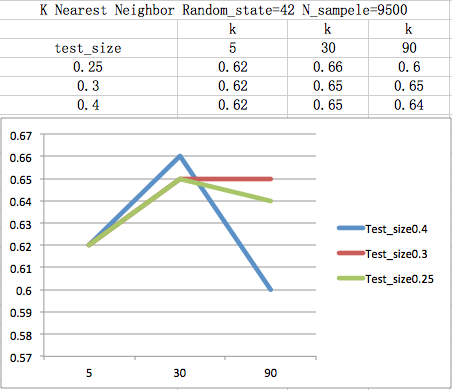 K Nearest Neighbor Random_state=42 N_sampele=9500
k k k
test_size 5 30 90
0.25 0.62 0.66 0.6
0.3 0.62 0.65 0.65
0.4 0.62 0.65 0.64
0.67
0.66
0.65
0.64
0.63
0.62
0.61
0.6
0.59
0.58
0.57
5 30 90
Test_size0.4
Test_size0.3
Test_size0.25